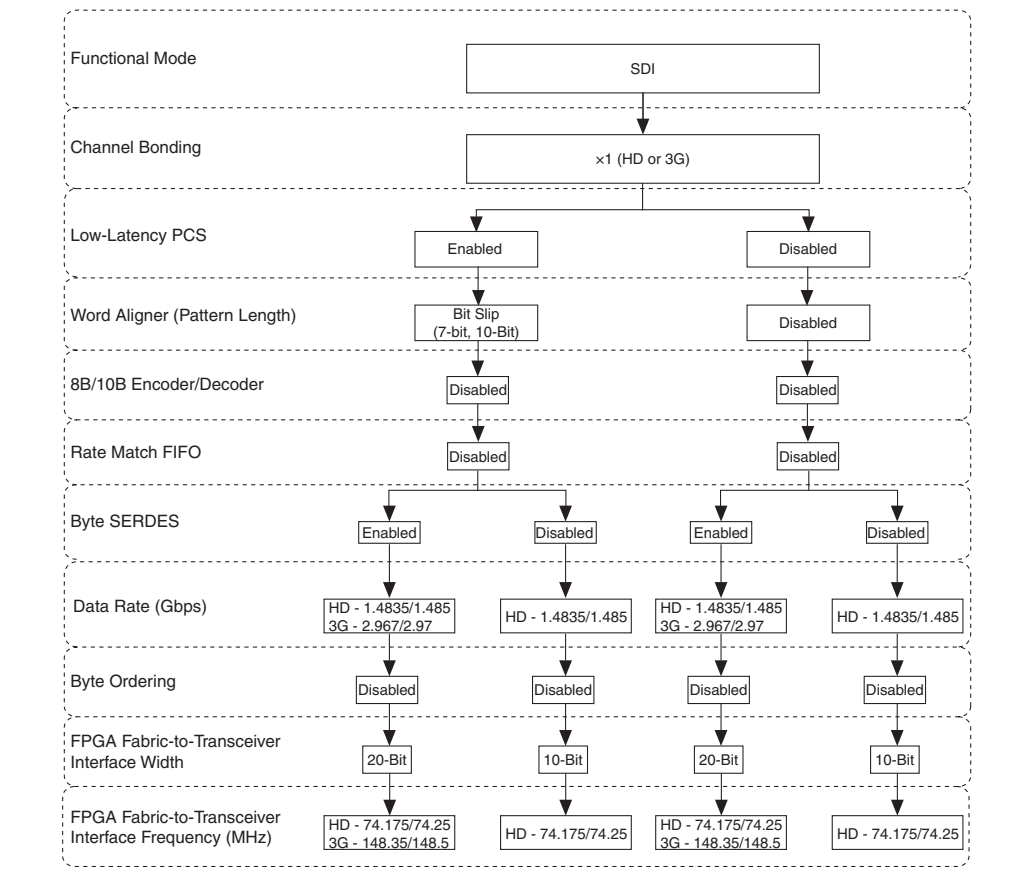 Functional Mode
SDI
Channel Bonding
×1 (HD or 3G)
Low-Latency PCS
Enabled
Disabled
Word Aligner (Pattern Length)
Bit Slip
(7-bit, 10-Bit)
Disabled
8B/10B Encoder/Decoder
Disabled
Disabled
Rate Match FIFO
Disabled
Disabled
Byte SERDES
Enabled
Disabled
Enabled
Disabled
Data Rate (Gbps)
HD - 1.4835/1.485
3G - 2.967/2.97
HD - 1.4835/1.485
HD - 1.4835/1.485
3G - 2.967/2.97
HD - 1.4835/1.485
Byte Ordering
Disabled
Disabled
Disabled
Disabled
FPGA Fabric-to-Transceiver
Interface Width
20-Bit
10-Bit
20-Bit
10-Bit
FPGA Fabric-to-Transceiver
Interface Frequency (MHz)
HD - 74.175/74.25
3G - 148.35/148.5
HD - 74.175/74.25
HD - 74.175/74.25
3G - 148.35/148.5
HD - 74.175/74.25